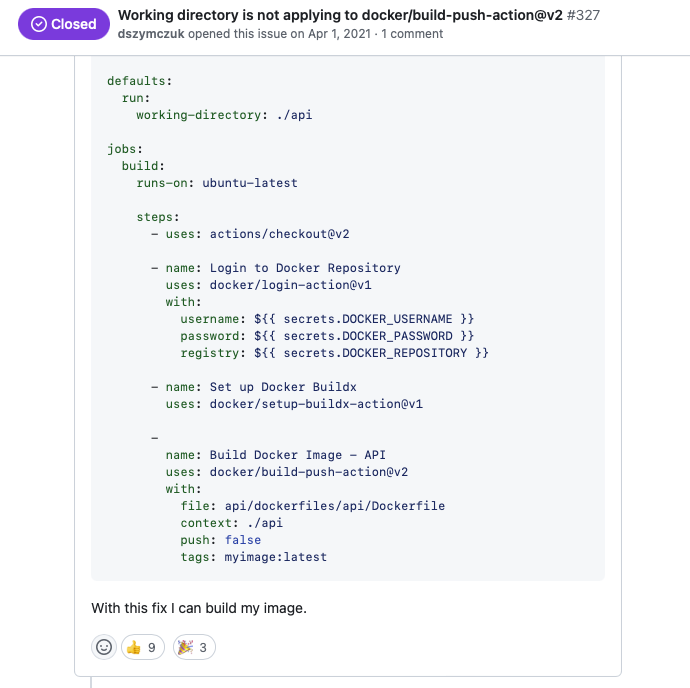 Closed
Working directory is not applying to docker/build-push-action@v2 #327
dszymczuk opened this issue on Apr 1, 2021 · 1 comment
defaults:
  run:
    working-directory: ./api
jobs:
  build:
    runs-on: ubuntu-latest
    steps:
      - uses: actions/checkout@v2
      - name: Login to Docker Repository
        uses: docker/login-action@v1
        with:
          username: ${{ secrets.DOCKER_USERNAME }}
          password: ${{ secrets.DOCKER_PASSWORD }}
          registry: ${{ secrets.DOCKER_REPOSITORY }}
      - name: Set up Docker Buildx
        uses: docker/setup-buildx-action@v1
      -
        name: Build Docker Image - API
        uses: docker/build-push-action@v2
        with:
          file: api/dockerfiles/api/Dockerfile
          context: ./api
          push: false
          tags: myimage:latest
With this fix I can build my image.
👍 9 🎉 3